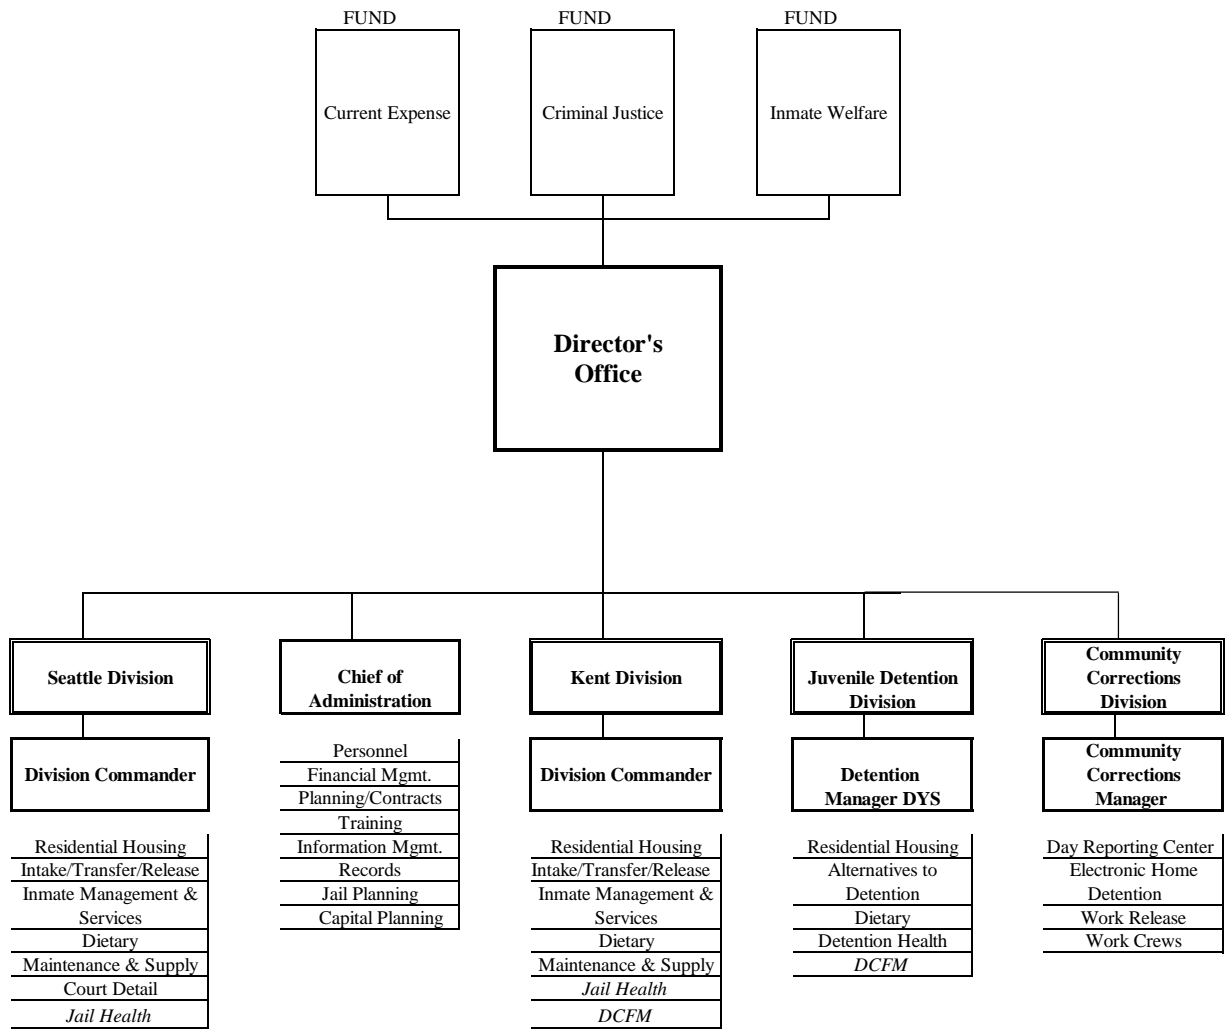 FUND
FUND
FUND
Current Expense
Criminal Justice
Inmate Welfare
Director's
Office
Seattle Division
Chief of
Administration
Kent Division
Juvenile Detention
Division
Community
Corrections
Division
Division Commander
Personnel
Financial Mgmt.
Planning/Contracts
Training
Information Mgmt.
Records
Jail Planning
Capital Planning
Division Commander
Detention
Manager DYS
Community
Corrections
Manager
Residential Housing
Intake/Transfer/Release
Inmate Management &
Services
Dietary
Maintenance & Supply
Court Detail
Jail Health
Residential Housing
Intake/Transfer/Release
Inmate Management &
Services
Dietary
Maintenance & Supply
Jail Health
DCFM
Residential Housing
Alternatives to
Detention
Dietary
Detention Health
DCFM
Day Reporting Center
Electronic Home
Detention
Work Release
Work Crews